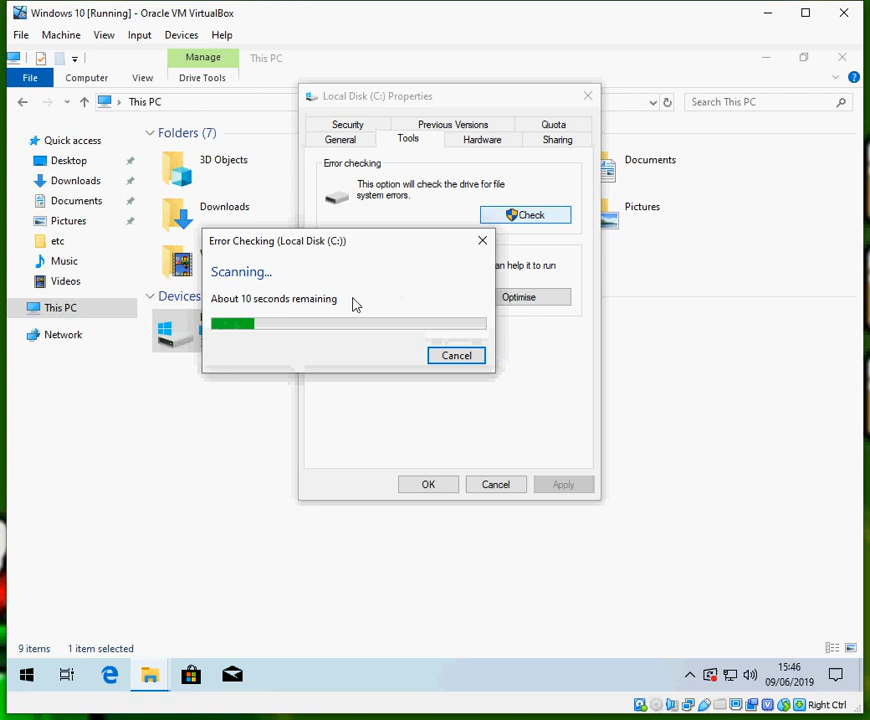 Windows 10 [Running] - Oracle VM VirtualBox
File Machine View Input Devices Help
Manage
This PC
File Computer View Drive Tools
This PC
Search This PC
Quick access
Desktop
Downloads
Documents
Pictures
etc
Music
Videos
This PC
Network
Folders (7)
3D Objects
Downloads
Documents
Pictures
Devices
Local Disk (C:) Properties
Security Previous Versions Quota
General Tools Hardware Sharing
Error checking
This option will check the drive for file
system errors.
Check
an help it to run
Optimise
Error Checking (Local Disk (C:))
Scanning...
About 10 seconds remaining
Cancel
OK Cancel Apply
9 items 1 item selected
15:46
09/06/2019
Right Ctrl